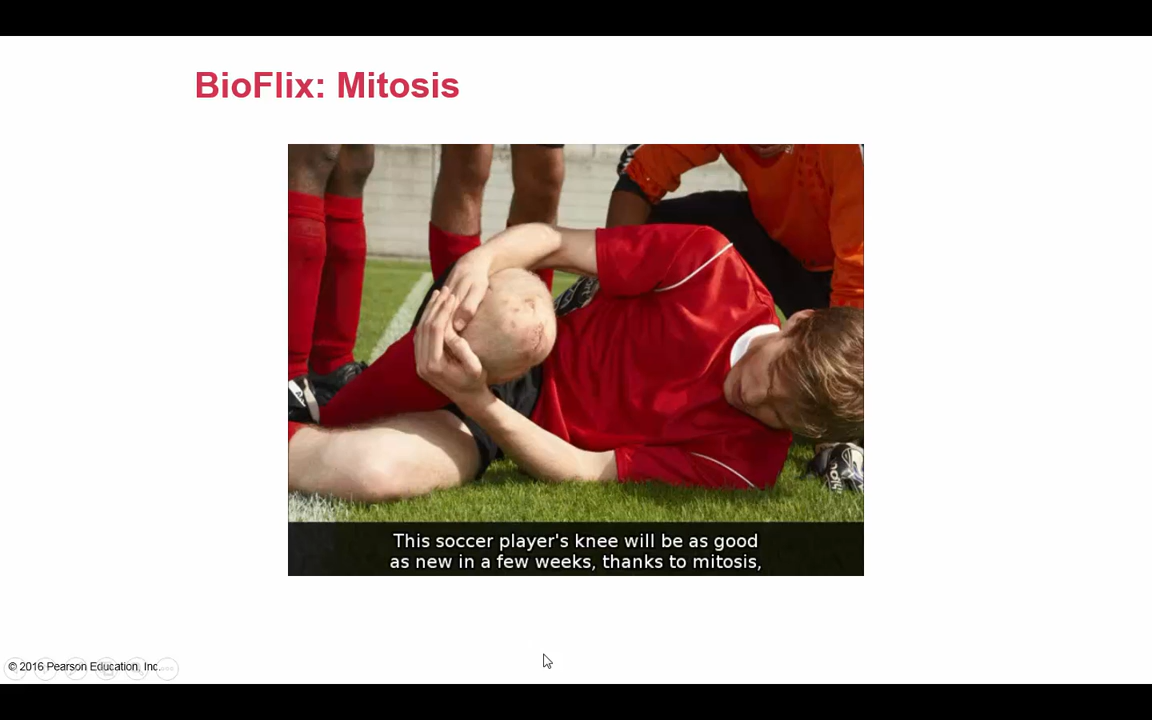 BioFlix: Mitosis
This soccer player's knee will be as good
as new in a few weeks, thanks to mitosis,
© 2016 Pearson Education, Inc.